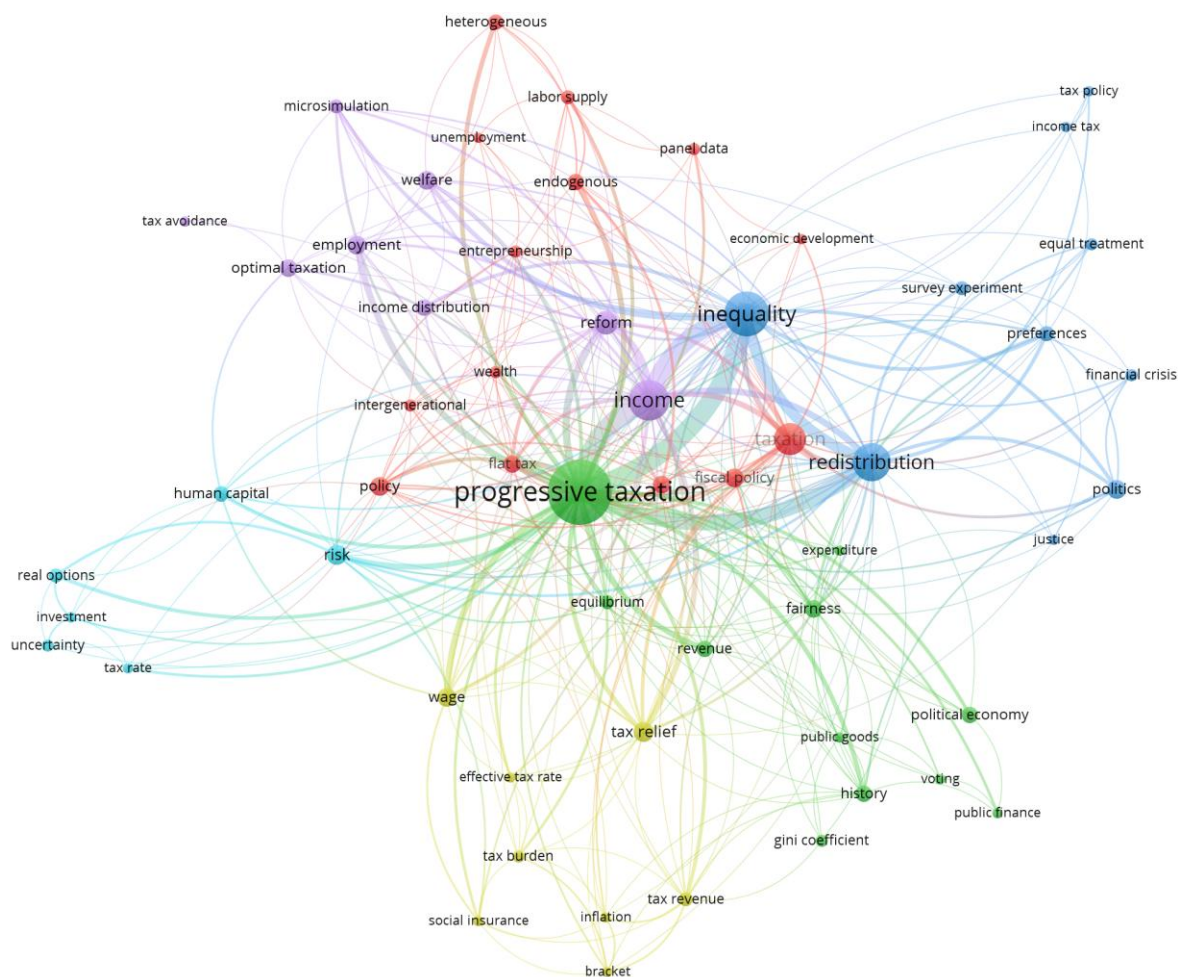 heterogeneous
tax policy
labor supply
microsimulation
income tax
unemployment
panel data
welfare
endogenous
tax avoidance
economic development
employment
equal treatment
entrepreneurship
optimal taxation
survey experiment
income distribution
inequality
reform
preferences
wealth
financial crisis
income
intergenerational
taxation
redistribution
flat tax
fiscal policy
policy
progressive taxation
politics
human capital
justice
expenditure
risk
real options
equilibrium
fairness
investment
uncertainty
revenue
tax rate
wage
political economy
tax relief
public goods
effective tax rate
voting
history
public finance
gini coefficient
tax burden
tax revenue
social insurance
inflation
bracket